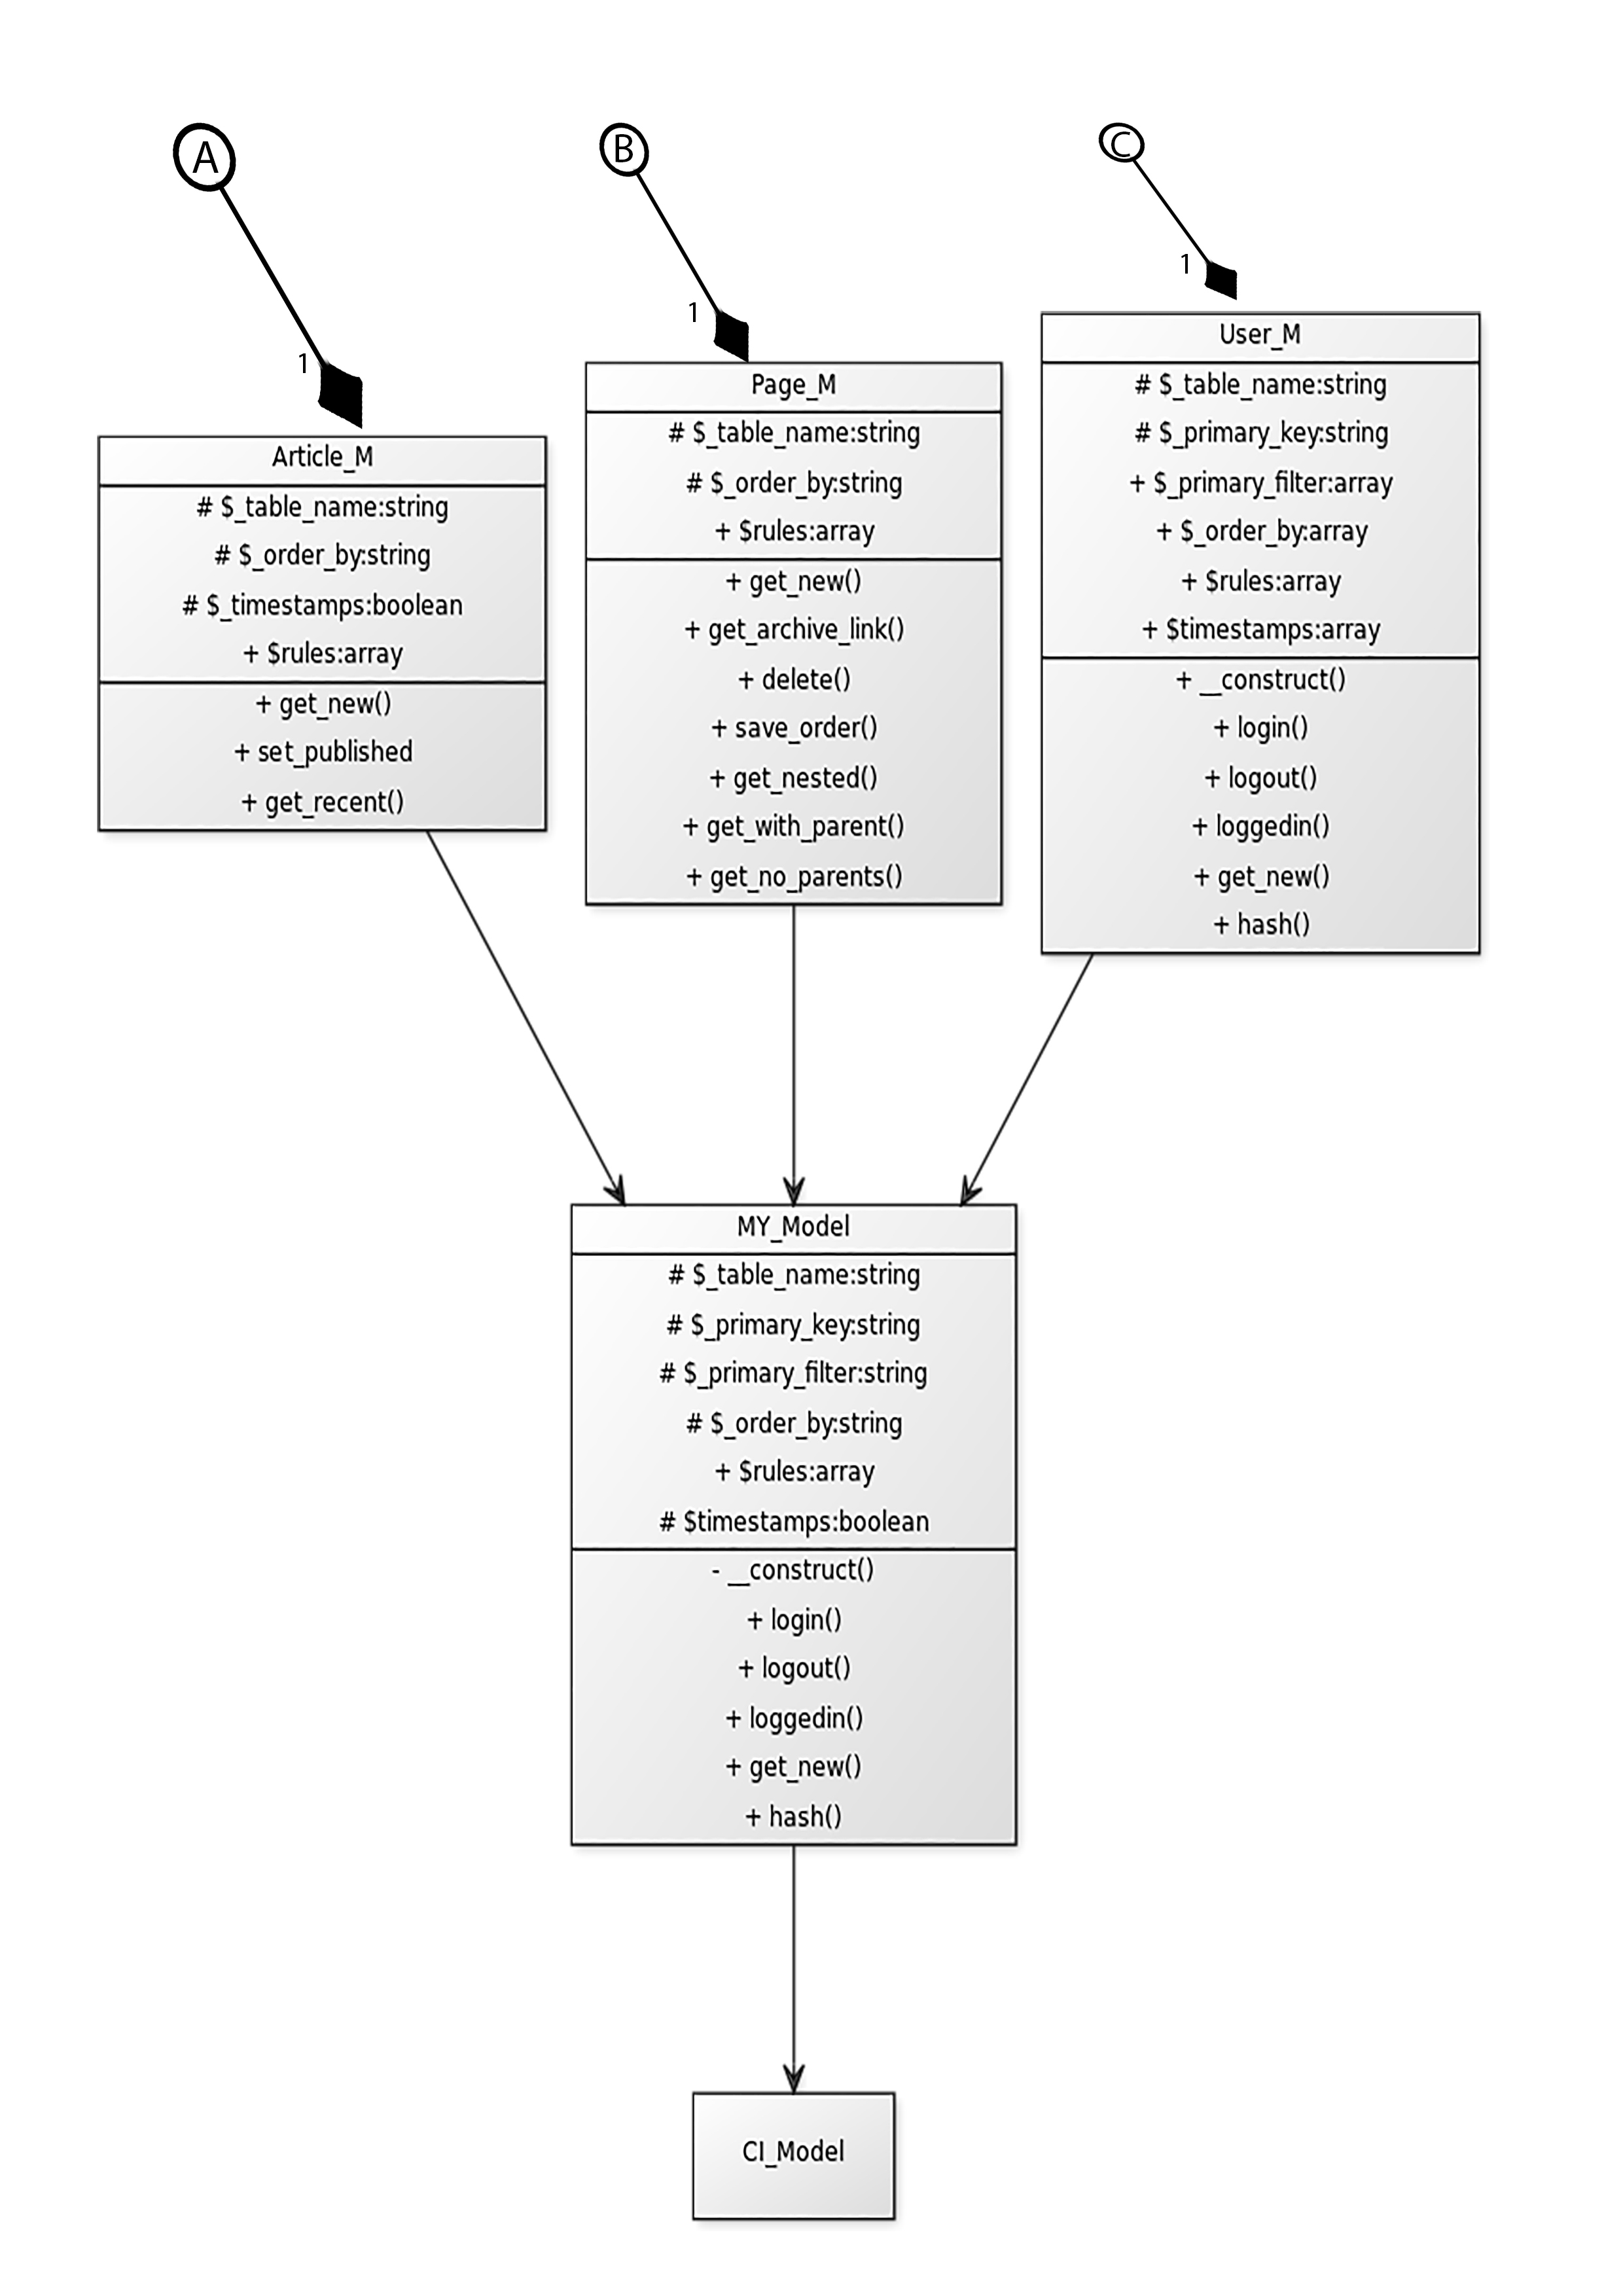 A
B
C
1
1
1
Article_M
# $_table_name:string
# $_order_by:string
# $_timestamps:boolean
+ $rules:array
+ get_new()
+ set_published
+ get_recent()
Page_M
# $_table_name:string
# $_order_by:string
+ $rules:array
+ get_new()
+ get_archive_link()
+ delete()
+ save_order()
+ get_nested()
+ get_with_parent()
+ get_no_parents()
User_M
# $_table_name:string
# $_primary_key:string
+ $_primary_filter:array
+ $_order_by:array
+ $rules:array
+ $timestamps:array
+ __construct()
+ login()
+ logout()
+ loggedin()
+ get_new()
+ hash()
MY_Model
# $_table_name:string
# $_primary_key:string
# $_primary_filter:string
# $_order_by:string
+ $rules:array
# $timestamps:boolean
- __construct()
+ login()
+ logout()
+ loggedin()
+ get_new()
+ hash()
CI_Model